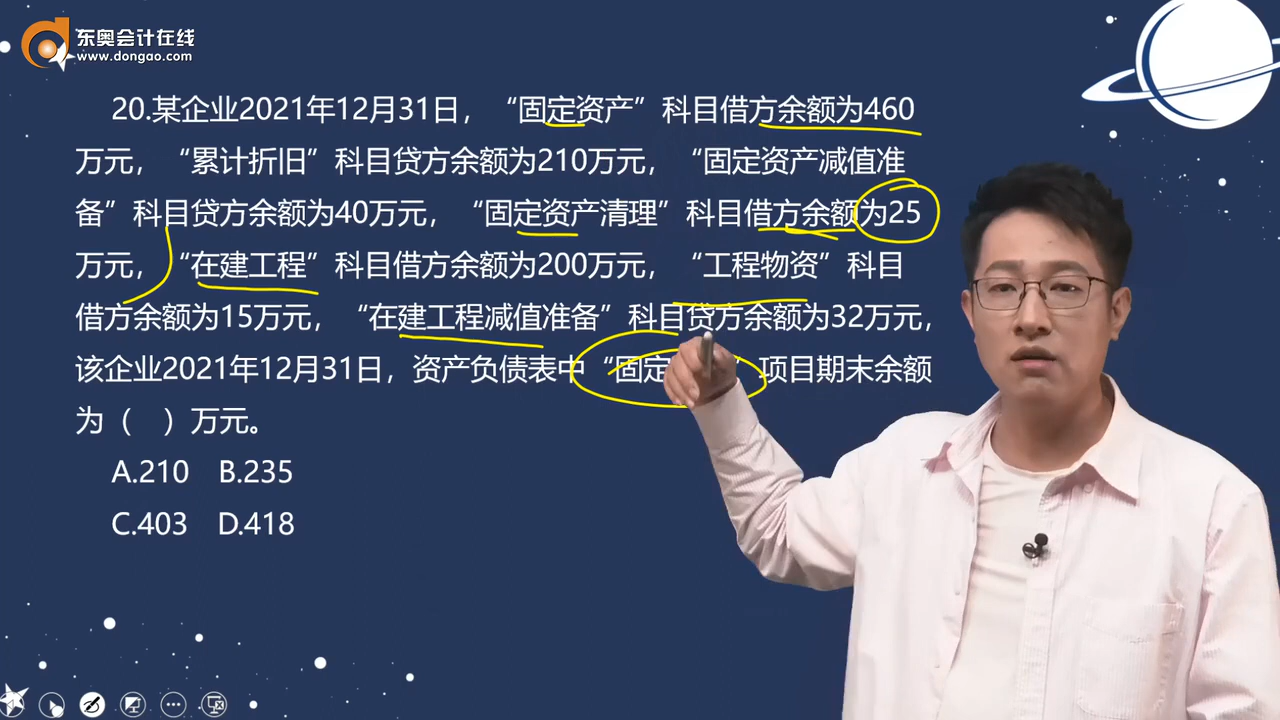 东奥会计在线
www.dongao.com
20.某企业2021年12月31日，“固定资产”科目借方余额为460
万元，“累计折旧”科目贷方余额为210万元，“固定资产减值准
备”科目贷方余额为40万元，“固定资产清理”科目借方余额为25
万元，“在建工程”科目借方余额为200万元，“工程物资”科目
借方余额为15万元，“在建工程减值准备”科目贷方余额为32万元，
该企业2021年12月31日，资产负债表中“固定”项目期末余额
为（ ）万元。
A.210 B.235
C.403 D.418